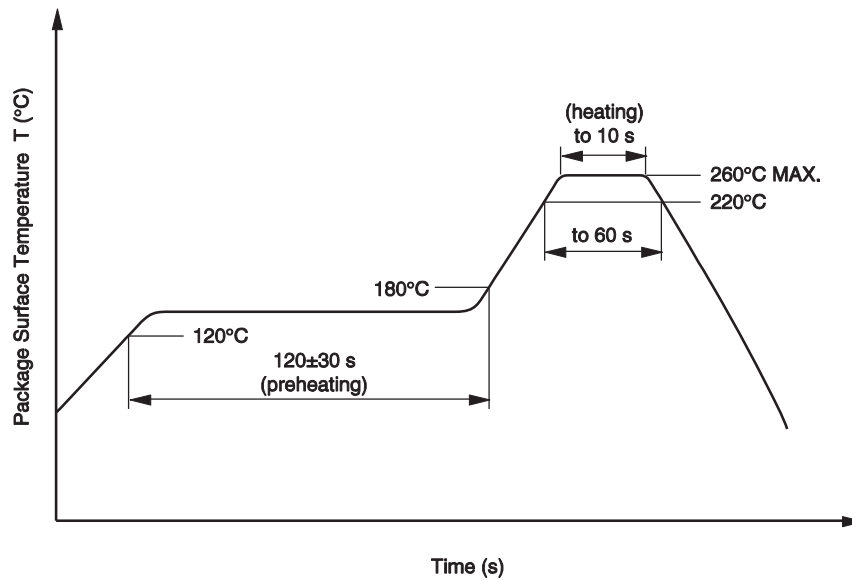 Package Surface Temperature T (°C)
(heating)
to 10 s
260°C MAX.
220°C
to 60 s
180°C
120°C
120±30 s
(preheating)
Time (s)